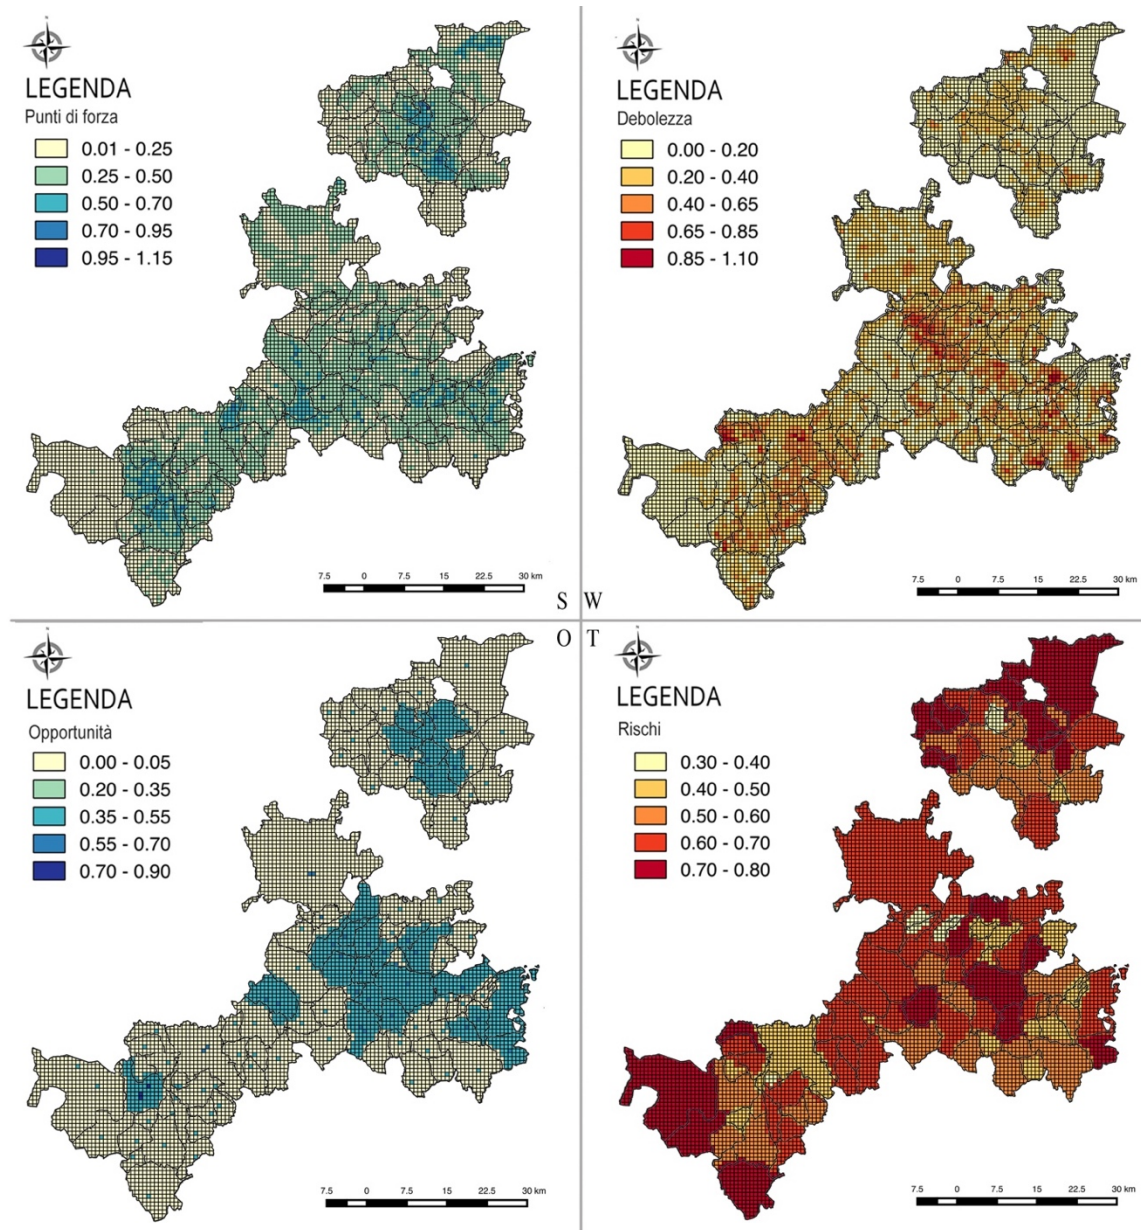 LEGENDA
Punti di forza
0.01 - 0.25
0.25 - 0.50
0.50 - 0.70
0.70 - 0.95
0.95 - 1.15
7.5 0 7.5 15 22.5 30 km
LEGENDA
Debolezza
0.00 - 0.20
0.20 - 0.40
0.40 - 0.65
0.65 - 0.85
0.85 - 1.10
7.5 0 7.5 15 22.5 30 km
S W
O T
LEGENDA
Opportunità
0.00 - 0.05
0.20 - 0.35
0.35 - 0.55
0.55 - 0.70
0.70 - 0.90
7.5 0 7.5 15 22.5 30 km
LEGENDA
Rischi
0.30 - 0.40
0.40 - 0.50
0.50 - 0.60
0.60 - 0.70
0.70 - 0.80
7.5 0 7.5 15 22.5 30 km